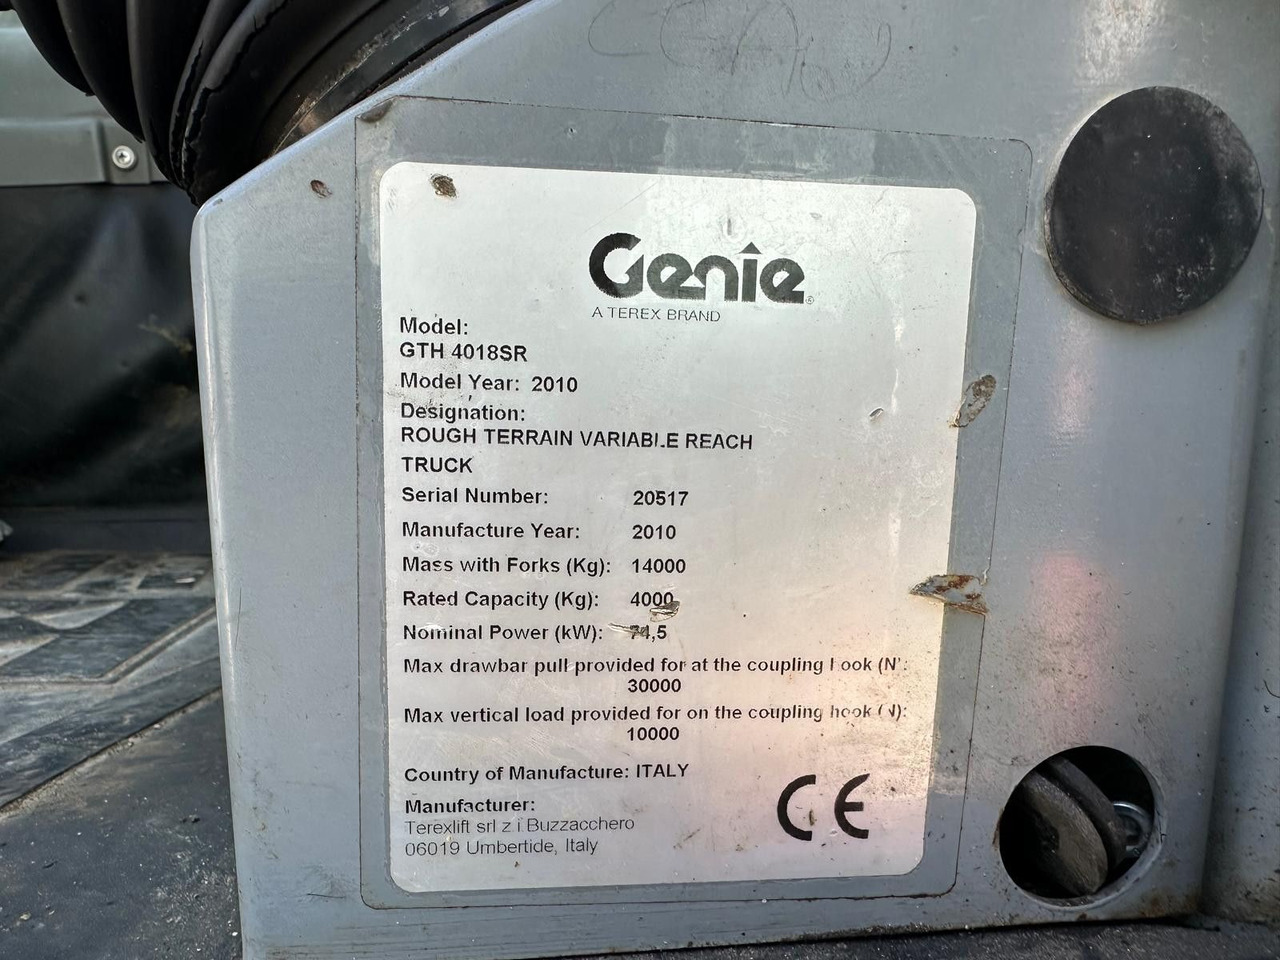 Genie
A TEREX BRAND
Model:
GTH 4018SR
Model Year: 2010
Designation:
ROUGH TERRAIN VARIABLE REACH
TRUCK
Serial Number: 20517
Manufacture Year: 2010
Mass with Forks (Kg): 14000
Rated Capacity (Kg): 4000
Nominal Power (kW): 74,5
Max drawbar pull provided for at the coupling hook (N):
30000
Max vertical load provided for on the coupling hook (N):
10000
Country of Manufacture: ITALY
Manufacturer:
Terexlift srl z.i.Buzzacchero
06019 Umbertide, Italy
CE